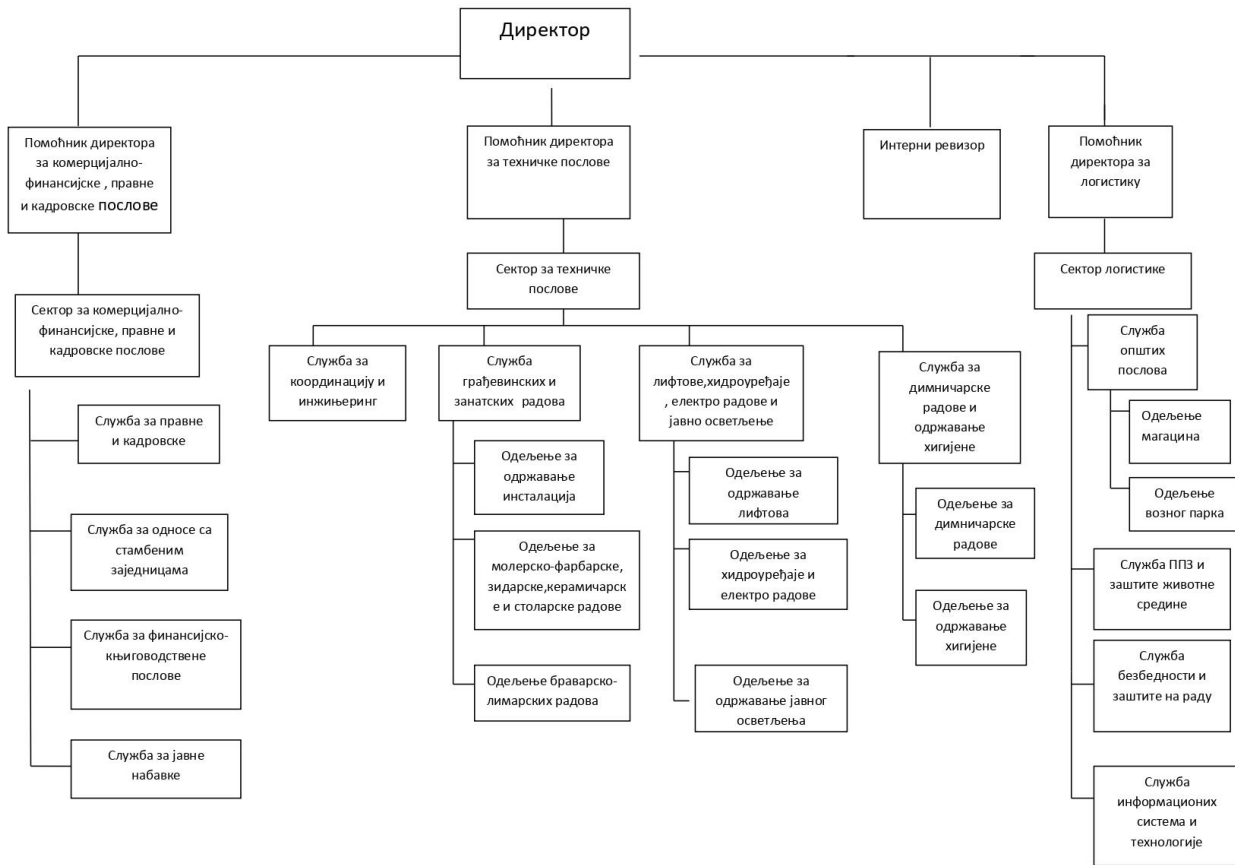 Директор
Помоћник директора
за комерцијално-
финансијске , правне
и кадровске послове
Помоћник директора
за техничке послове
Интерни ревизор
Помоћник
директора за
логистику
Сектор за комерцијално-
финансијске, правне и
кадровске послове
Сектор за техничке
послове
Сектор логистике
Служба за правне
и кадровске
Служба за односе са
стамбеним
заједницама
Служба за финансијско-
књиговодствене
послове
Служба за јавне
набавке
Служба за
координацију и
инжињеринг
Служба
грађевинских и
занатских радова
Одељење за
одржавање
инсталација
Одељење за
молерско-фарбарске,
зидарске,керамичарск
е и столарске радове
Одељење браварско-
лимарских радова
Служба за
лифтове,хидроуређаје
, електро радове и
јавно осветљење
Одељење за
одржавање
лифтова
Одељење за
хидроуређаје и
електро радове
Одељење за
одржавање јавног
осветљења
Служба за
димничарске
радове и
одржавање
хигијене
Одељење за
димничарске
радове
Одељење за
одржавање
хигијене
Служба
општих
послова
Одељење
магацина
Одељење
возног парка
Служба ППЗ и
заштите животне
средине
Служба
безбедности и
заштите на раду
Служба
информационих
система и
технологије